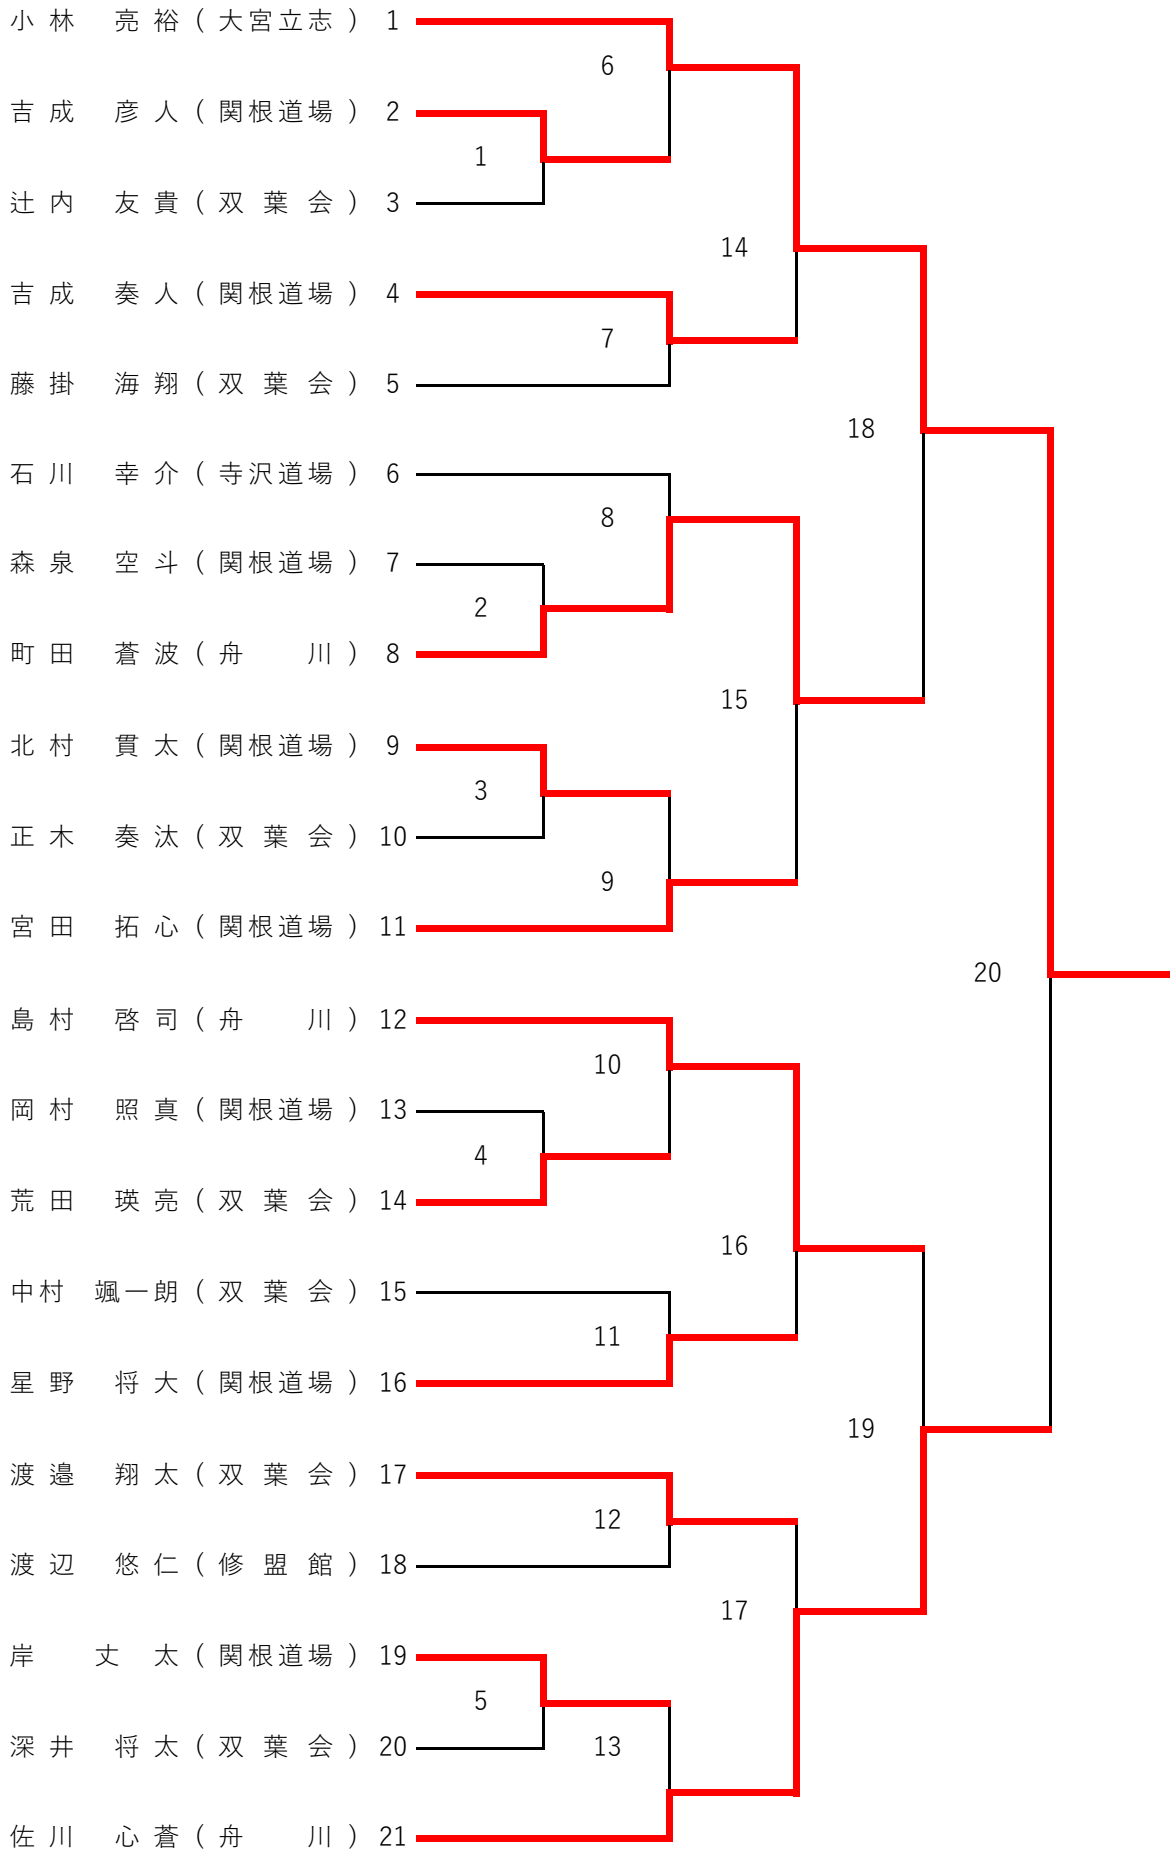 小林 亮裕(大宮立志) 1
6
吉成 彦人(関根道場) 2
1
辻内 友貴(双葉会) 3
14
吉成 奏人(関根道場) 4
7
藤掛 海翔(双葉会) 5
18
石川 幸介(寺沢道場) 6
8
森泉 空斗(関根道場) 7
2
町田 蒼波(舟川) 8
15
北村 貫太(関根道場) 9
3
正木 奏汰(双葉会) 10
9
宮田 拓心(関根道場) 11
20
島村 啓司(舟川) 12
10
岡村 照真(関根道場) 13
4
荒田 瑛亮(双葉会) 14
16
中村 颯一朗(双葉会) 15
11
星野 将大(関根道場) 16
19
渡邉 翔太(双葉会) 17
12
渡辺 悠仁(修盟館) 18
17
岸 丈太(関根道場) 19
5
深井 将太(双葉会) 20
13
佐川 心蒼(舟川) 21